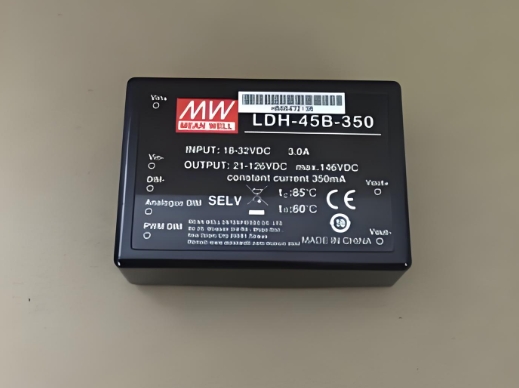 Vin+
MW
MEAN WELL
LDH-45B-350
INPUT: 18-32VDC 3.0A
OUTPUT: 21-126VDC max.146VDC
constant current 350mA
Vin-
DIM-
Analogue DIM
PWM DIM
SELV
tc:85°C
ta:60°C
CE
10
Vout+
Vout-
MADE IN CHINA